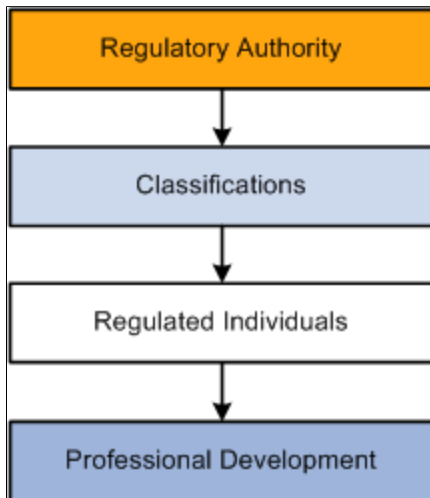 Regulatory Authority
Classifications
Regulated Individuals
Professional Development